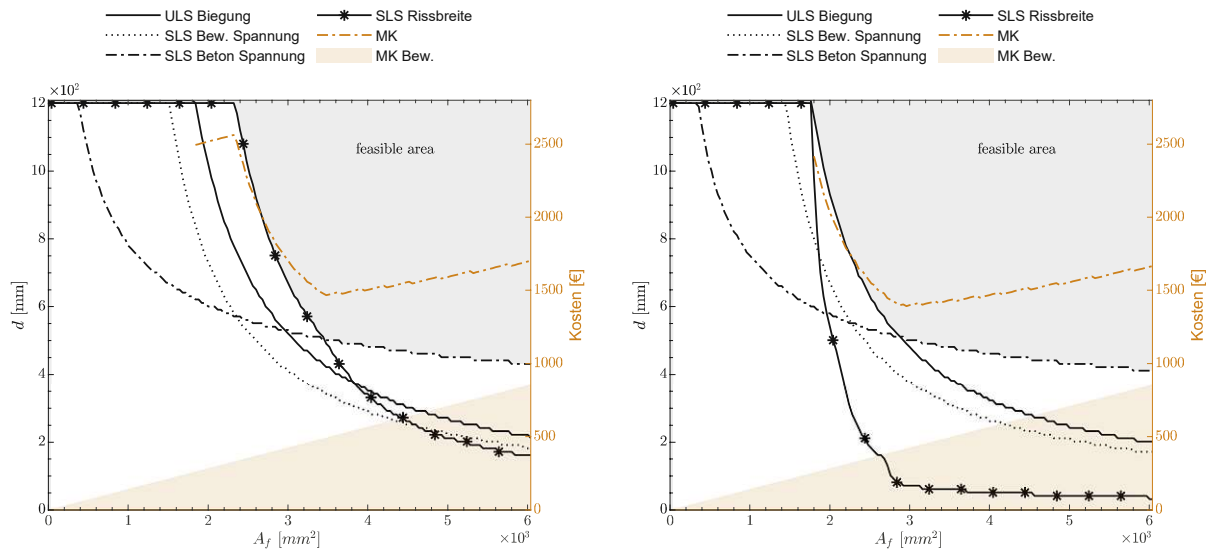 ULS Biegung SLS Rissbreite
SLS Bew. Spannung MK
SLS Beton Spannung MK Bew.
×10²
12
10
8
6
4
2
0
d [mm]
feasible area
2500
2000
1500
1000
500
0
Kosten [€]
0 1 2 3 4 5 6
A_f [mm²]
×10³
ULS Biegung SLS Rissbreite
SLS Bew. Spannung MK
SLS Beton Spannung MK Bew.
×10²
12
10
8
6
4
2
0
d [mm]
feasible area
2500
2000
1500
1000
500
0
Kosten [€]
0 1 2 3 4 5 6
A_f [mm²]
×10³